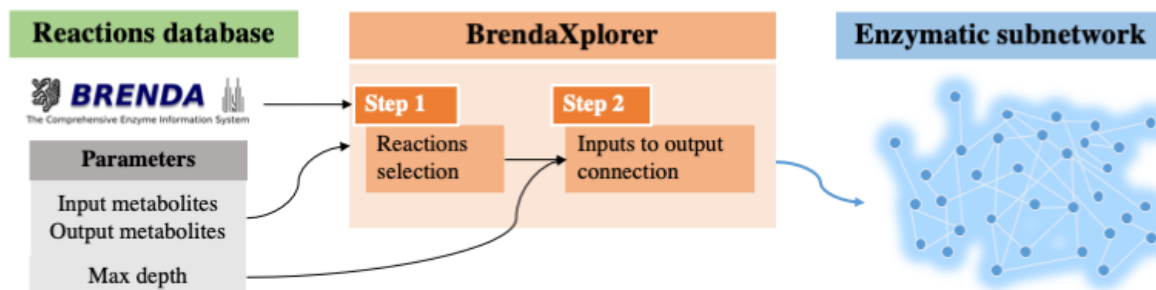 Reactions database
BRENDA
The Comprehensive Enzyme Information System
Parameters
Input metabolites
Output metabolites
Max depth
BrendaXplorer
Step 1
Reactions
selection
Step 2
Inputs to output
connection
Enzymatic subnetwork